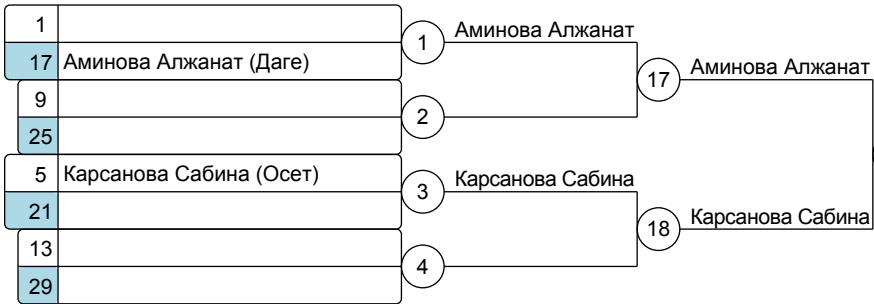 1
17 Аминова Алжанат (Даге)
1 Аминова Алжанат
9
25
2
17 Аминова Алжанат
5 Карсанова Сабина (Осет)
21
3 Карсанова Сабина
13
29
4
18 Карсанова Сабина